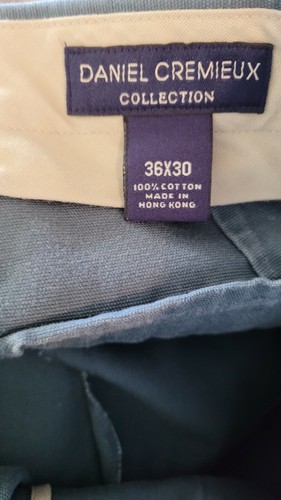 DANIEL CREMIEUX
COLLECTION
36X30
100% COTTON
MADE IN
HONG KONG